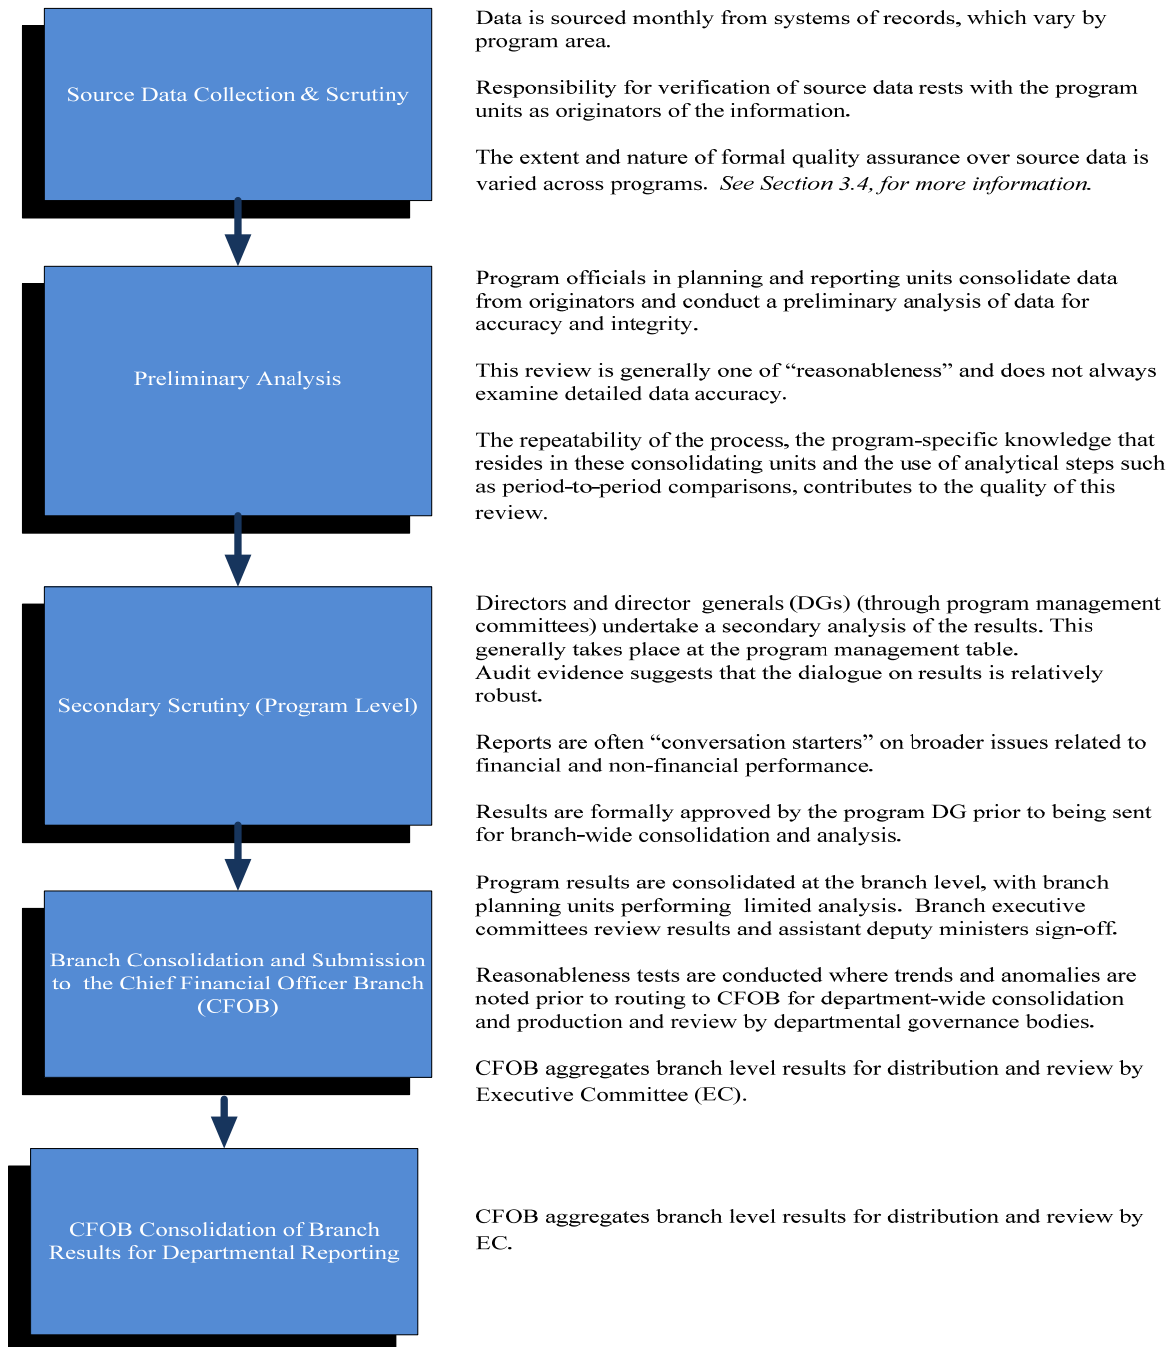 Source Data Collection & Scrutiny
Data is sourced monthly from systems of records, which vary by
program area.
Responsibility for verification of source data rests with the program
units as originators of the information.
The extent and nature of formal quality assurance over source data is
varied across programs.  See Section 3.4, for more information.
Preliminary Analysis
Program officials in planning and reporting units consolidate data
from originators and conduct a preliminary analysis of data for
accuracy and integrity.
This review is generally one of “reasonableness” and does not always
examine detailed data accuracy.
The repeatability of the process, the program-specific knowledge that
resides in these consolidating units and the use of analytical steps such
as period-to-period comparisons, contributes to the quality of this
review.
Secondary Scrutiny (Program Level)
Directors and director  generals (DGs) (through program management
committees) undertake a secondary analysis of the results. This
generally takes place at the program management table.
Audit evidence suggests that the dialogue on results is relatively
robust.
Reports are often “conversation starters” on broader issues related to
financial and non-financial performance.
Results are formally approved by the program DG prior to being sent
for branch-wide consolidation and analysis.
Branch Consolidation and Submission
to  the Chief Financial Officer Branch
(CFOB)
Program results are consolidated at the branch level, with branch
planning units performing  limited analysis.  Branch executive
committees review results and assistant deputy ministers sign-off.
Reasonableness tests are conducted where trends and anomalies are
noted prior to routing to CFOB for department-wide consolidation
and production and review by departmental governance bodies.
CFOB aggregates branch level results for distribution and review by
Executive Committee (EC).
CFOB Consolidation of Branch
Results for Departmental Reporting
CFOB aggregates branch level results for distribution and review by
EC.